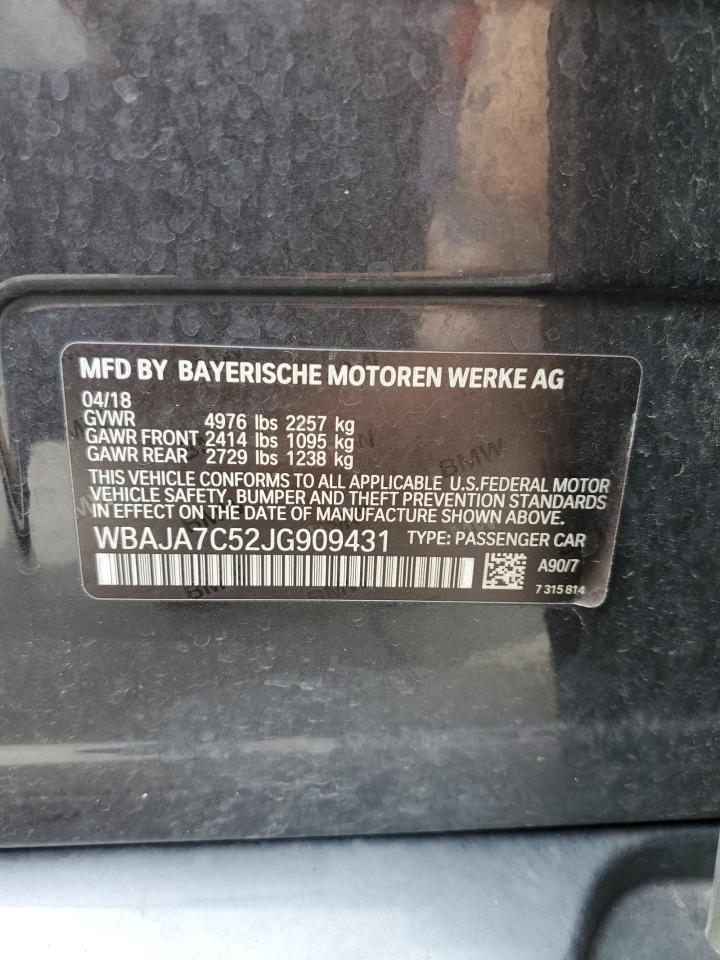 MFD BY BAYERISCHE MOTOREN WERKE AG
04/18
GVWR 4976 lbs 2257 kg
GAWR FRONT 2414 lbs 1095 kg
GAWR REAR 2729 lbs 1238 kg
THIS VEHICLE CONFORMS TO ALL APPLICABLE U.S.FEDERAL MOTOR
VEHICLE SAFETY, BUMPER AND THEFT PREVENTION STANDARDS
IN EFFECT ON THE DATE OF MANUFACTURE SHOWN ABOVE.
WBAJA7C52JG909431 TYPE: PASSENGER CAR
A90/7
7 315 814
BMW
BMW